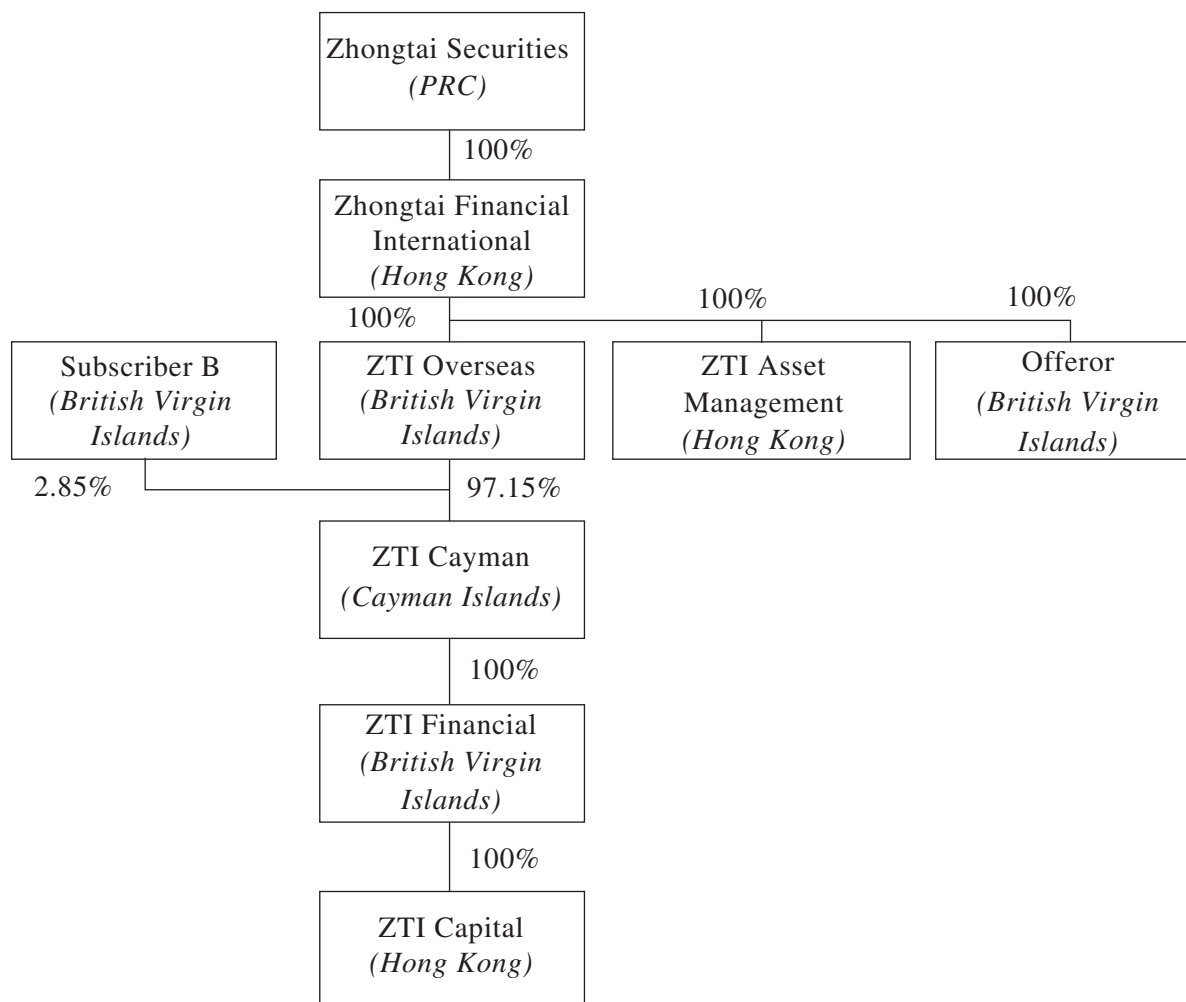 Zhongtai Securities
(PRC)
100%
Zhongtai Financial
International
(Hong Kong)
100%
100%
100%
Subscriber B
(British Virgin
Islands)
ZTI Overseas
(British Virgin
Islands)
ZTI Asset
Management
(Hong Kong)
Offeror
(British Virgin
Islands)
2.85%
97.15%
ZTI Cayman
(Cayman Islands)
100%
ZTI Financial
(British Virgin
Islands)
100%
ZTI Capital
(Hong Kong)